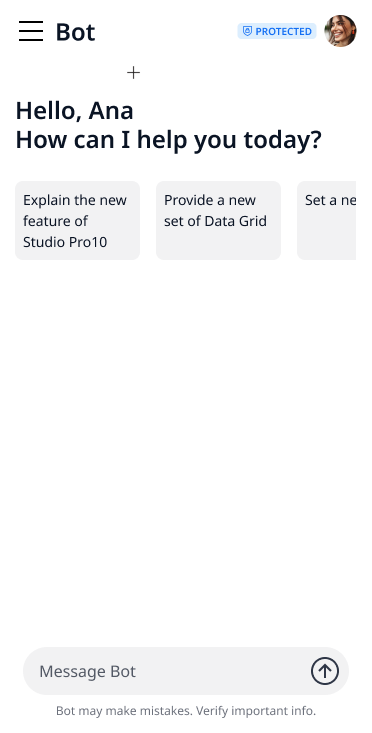 Bot
PROTECTED
Hello, Ana
How can I help you today?
Explain the new
feature of
Studio Pro10
Provide a new
set of Data Grid
Set a ne
Message Bot
Bot may make mistakes. Verify important info.